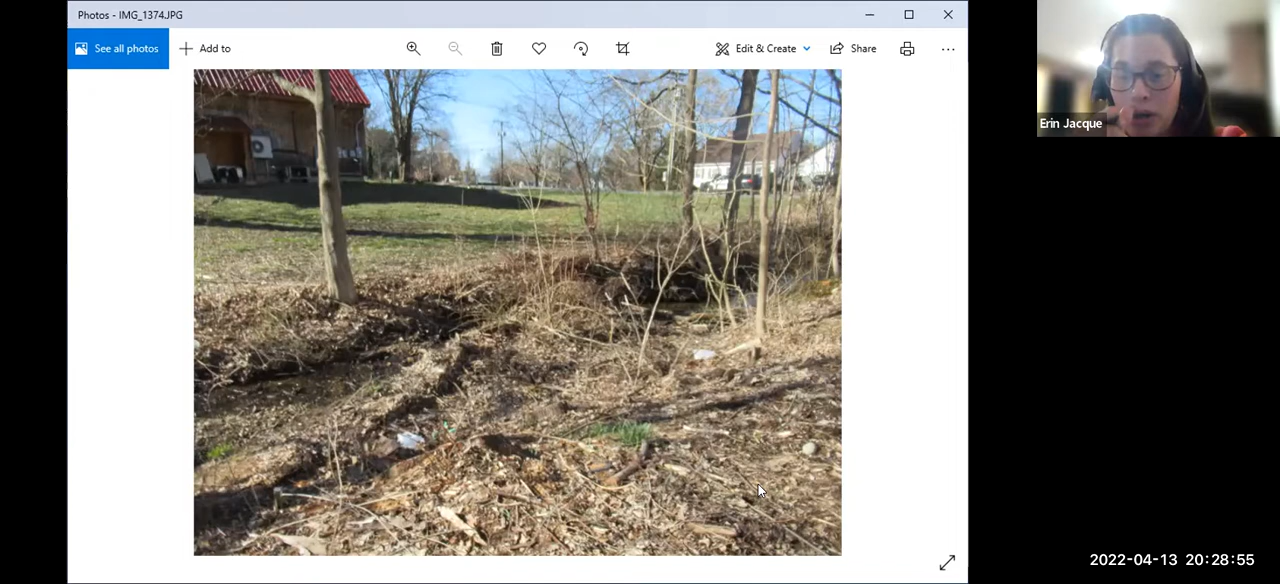 Photos - IMG_1374.JPG
See all photos
Add to
Edit & Create
Share
Erin Jacque
2022-04-13 20:28:55